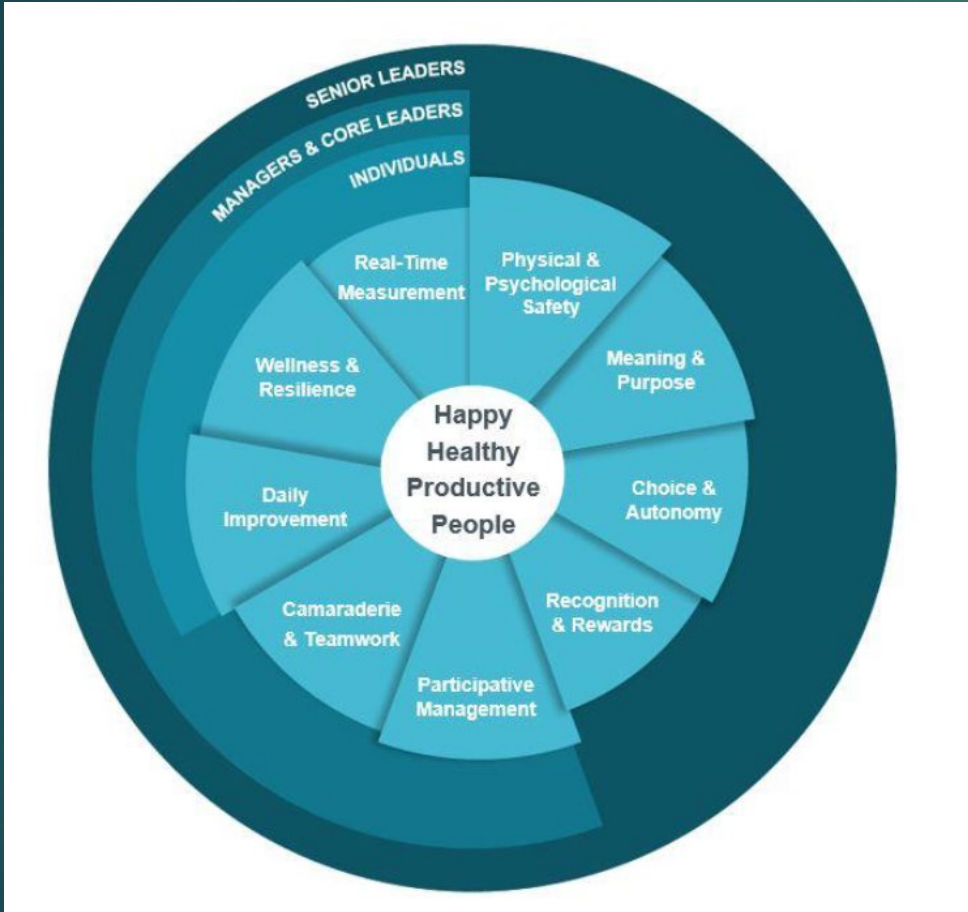 SENIOR LEADERS
MANAGERS & CORE LEADERS
INDIVIDUALS
Real-Time
Measurement
Physical &
Psychological
Safety
Meaning &
Purpose
Choice &
Autonomy
Recognition
& Rewards
Participative
Management
Camaraderie
& Teamwork
Daily
Improvement
Wellness &
Resilience
Happy
Healthy
Productive
People